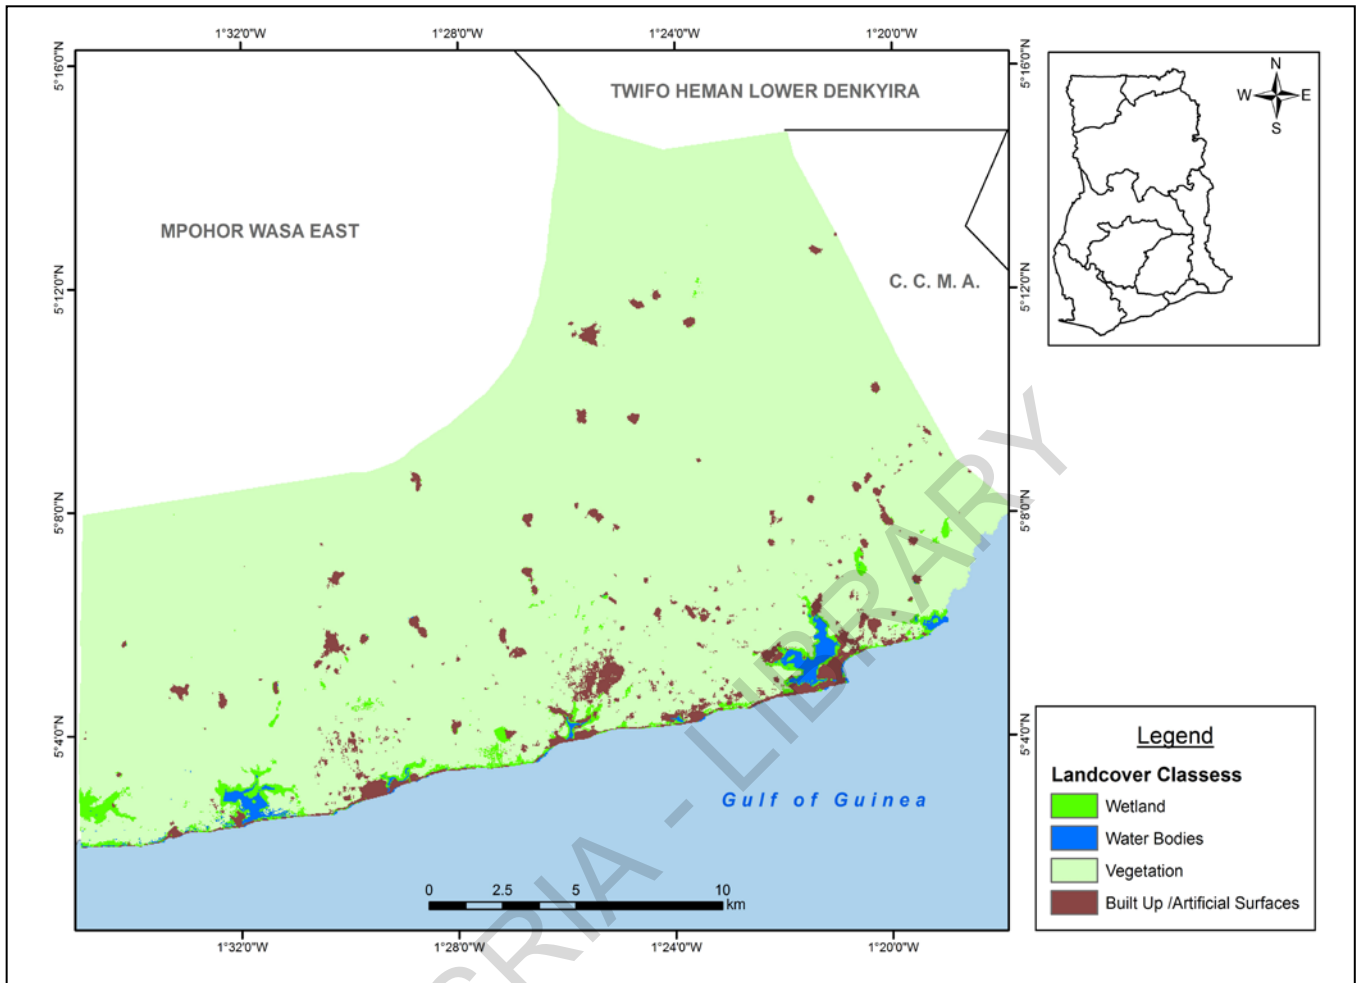 1°32'0"W 1°28'0"W 1°24'0"W 1°20'0"W
5°16'0"N
5°16'0"N
TWIFO HEMAN LOWER DENKYIRA
N
W E
S
MPOHOR WASA EAST
C. C. M. A.
5°12'0"N
5°12'0"N
5°8'0"N
5°8'0"N
5°4'0"N
5°4'0"N
Gulf of Guinea
0 2.5 5 10
km
Legend
Landcover Classess
Wetland
Water Bodies
Vegetation
Built Up /Artificial Surfaces
1°32'0"W 1°28'0"W 1°24'0"W 1°20'0"W
CRIA - LIBRARY